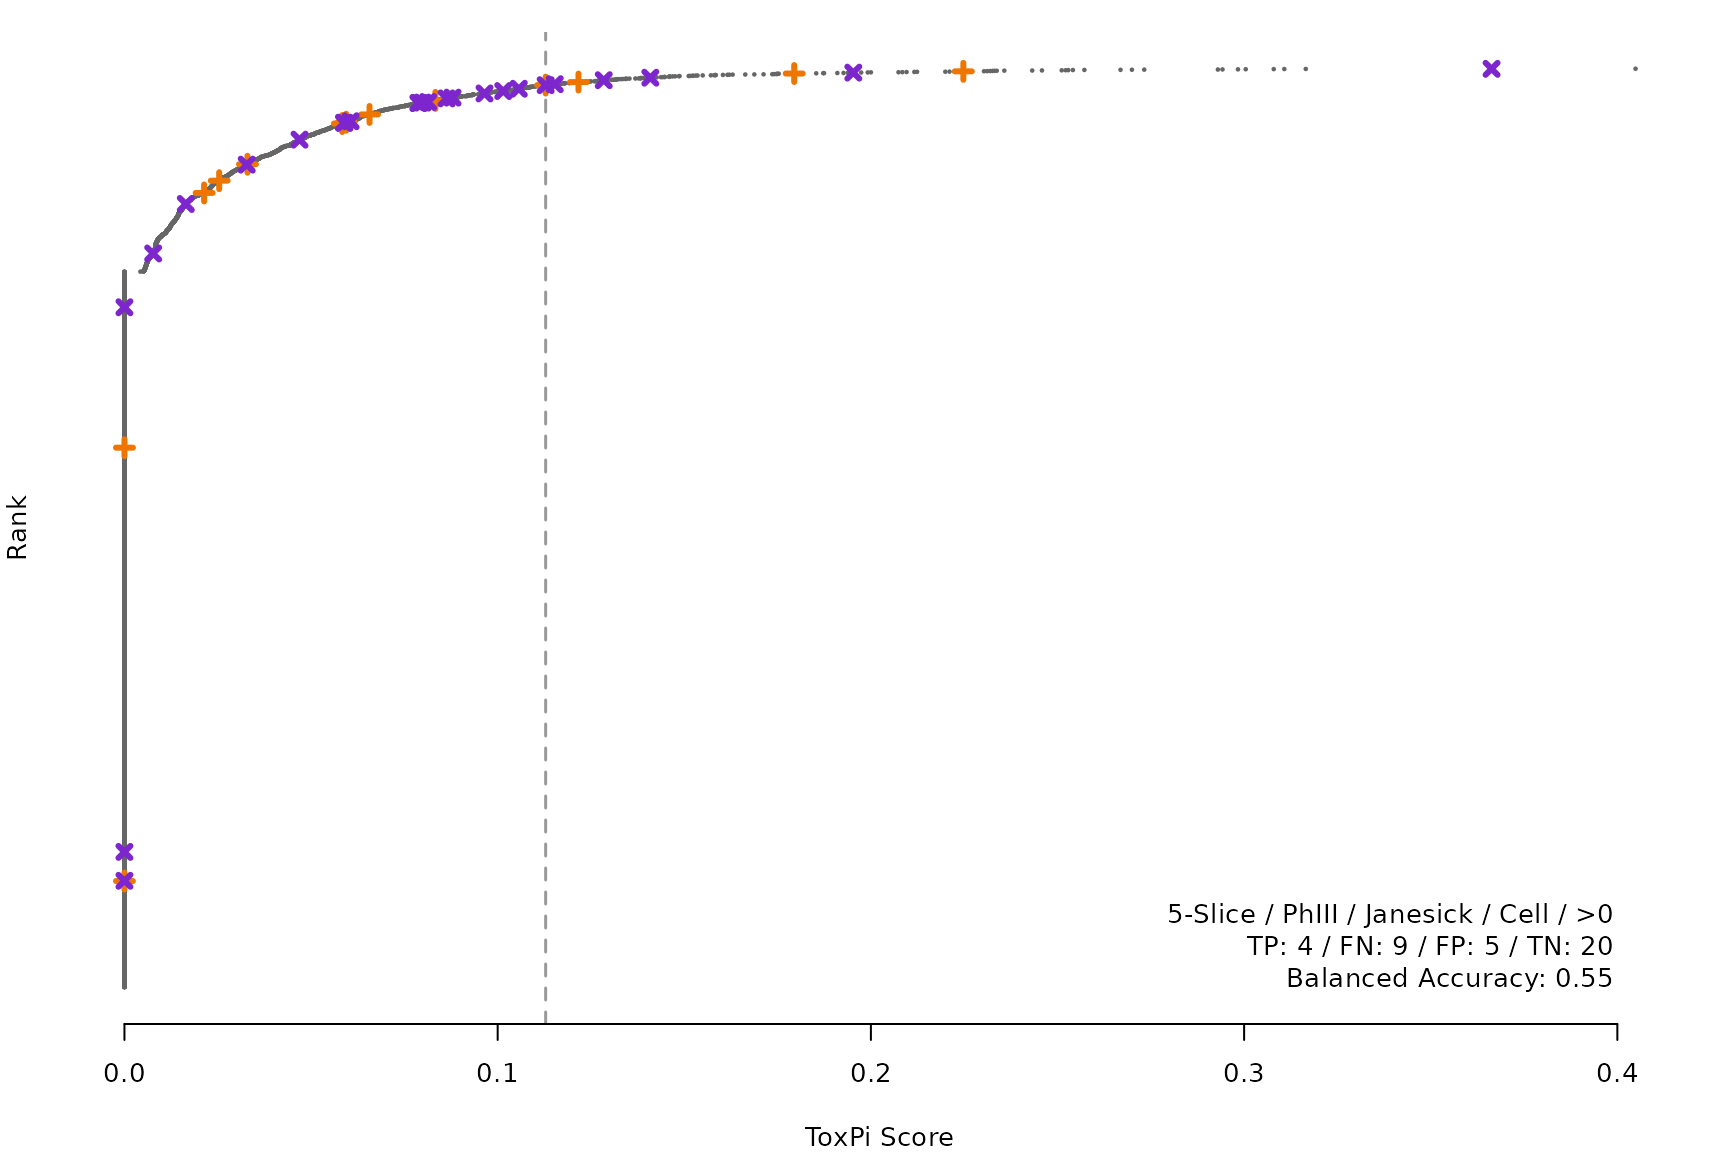 Rank
5-Slice / PhIII / Janesick / Cell / >0
TP: 4 / FN: 9 / FP: 5 / TN: 20
Balanced Accuracy: 0.55
0.0 0.1 0.2 0.3 0.4
ToxPi Score